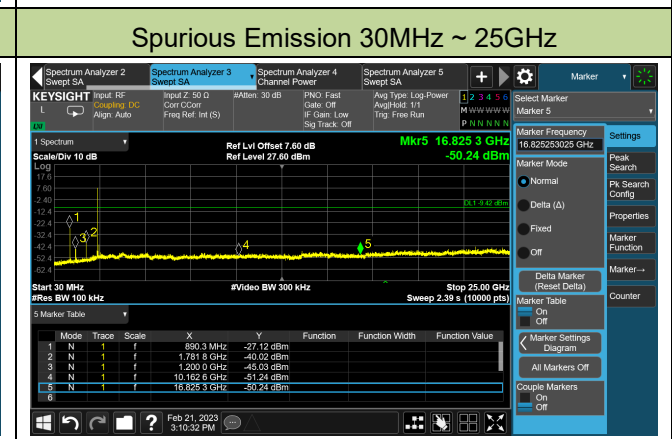 Spurious Emission 30MHz ~ 25GHz
Spectrum Analyzer 2
Swept SA
Spectrum Analyzer 3
Swept SA
Spectrum Analyzer 4
Channel Power
Spectrum Analyzer 5
Swept SA
+
Marker
KEYSIGHT
L
Input: RF
Coupling: DC
Align: Auto
Input Z: 50 Ω
Corr CCorr
Freq Ref: Int (S)
#Atten: 30 dB
PNO: Fast
Gate: Off
IF Gain: Low
Sig Track: Off
Avg Type: Log-Power
Avg|Hold: 1/1
Trig: Free Run
1 2 3 4 5 6
M W W W W W
P N N N N N
Select Marker
Marker 5
1 Spectrum
Scale/Div 10 dB
Log
Ref Lvl Offset 7.60 dB
Ref Level 27.60 dBm
Mkr5 16.825 3 GHz
-50.24 dBm
17.6
7.60
-2.40
-12.4
-22.4
-32.4
-42.4
-52.4
-62.4
DL1 -9.42 dBm
1
2
3
4
5
Start 30 MHz
#Res BW 100 kHz
#Video BW 300 kHz
Stop 25.00 GHz
Sweep 2.39 s (10000 pts)
5 Marker Table
Mode Trace Scale X Y Function Function Width Function Value
1 N 1 f 890.3 MHz -27.12 dBm
2 N 1 f 1.781 8 GHz -40.02 dBm
3 N 1 f 1.200 0 GHz -45.03 dBm
4 N 1 f 10.162 6 GHz -51.24 dBm
5 N 1 f 16.825 3 GHz -50.24 dBm
6
Marker Frequency
16.825253025 GHz
Marker Mode
Normal
Delta (Δ)
Fixed
Off
Delta Marker
(Reset Delta)
Marker Table
On
Off
Marker Settings
Diagram
All Markers Off
Couple Markers
On
Off
Settings
Peak
Search
Pk Search
Config
Properties
Marker
Function
Marker→
Counter
?
Feb 21, 2023
3:10:32 PM